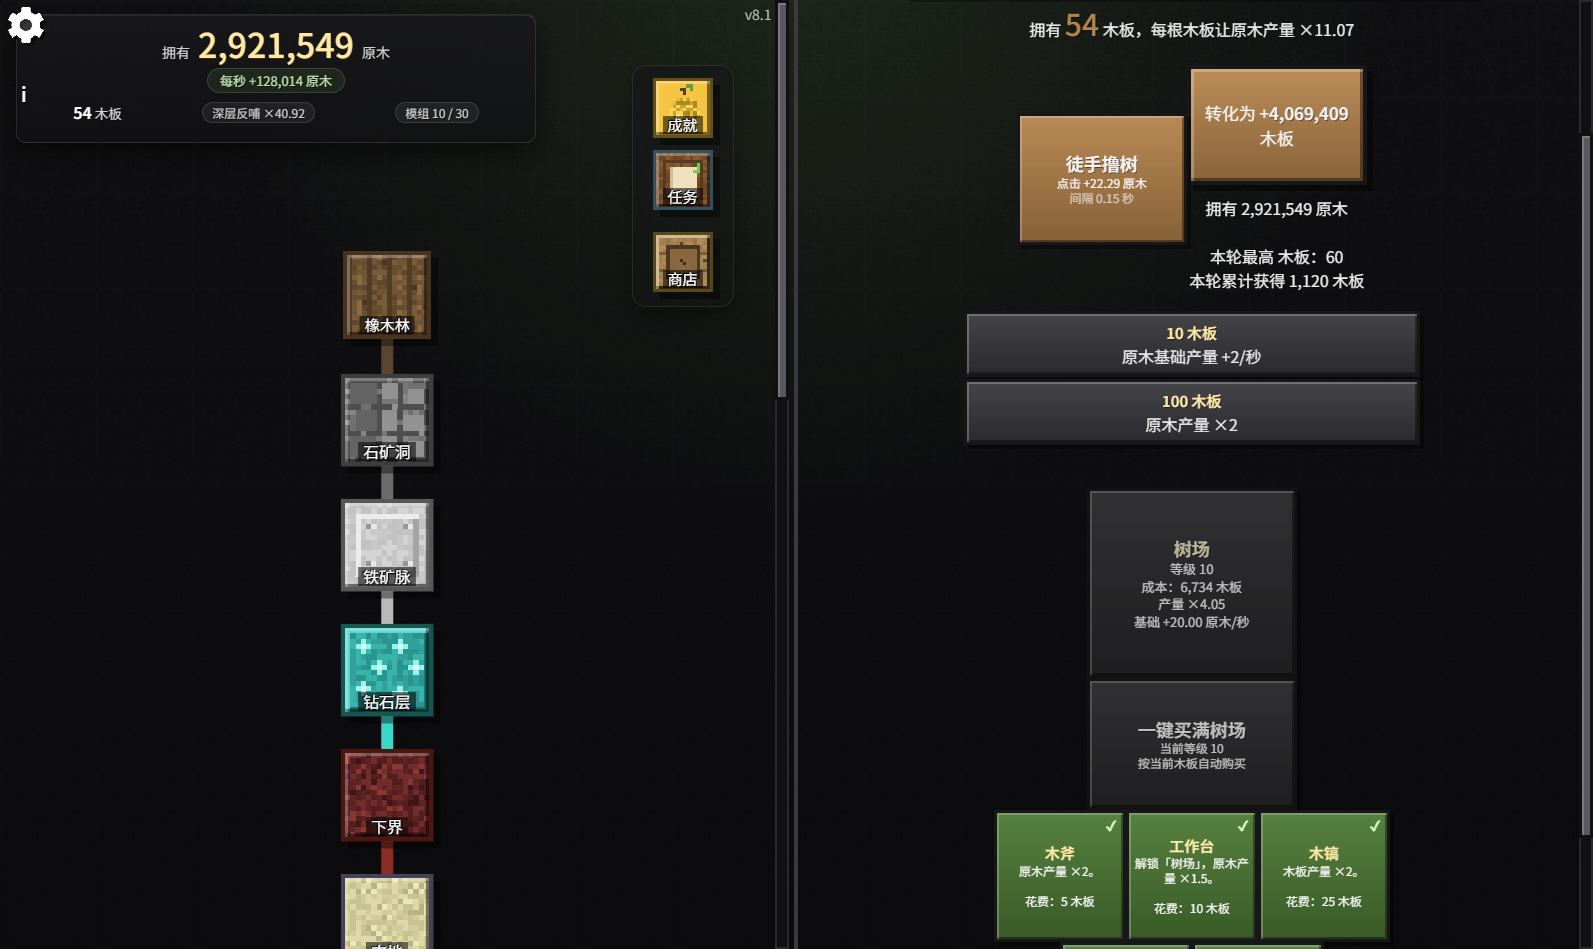 拥有 2,921,549 原木
每秒 +128,014 原木
i
54 木板
深层反哺 ×40.92
模组 10 / 30
v8.1
成就
任务
商店
橡木林
石矿洞
铁矿脉
钻石层
下界
拥有 54 木板，每根木板让原木产量 ×11.07
徒手撸树
点击 +22.29 原木
间隔 0.15 秒
转化为 +4,069,409
木板
拥有 2,921,549 原木
本轮最高 木板：60
本轮累计获得 1,120 木板
10 木板
原木基础产量 +2/秒
100 木板
原木产量 ×2
树场
等级 10
成本：6,734 木板
产量 ×4.05
基础 +20.00 原木/秒
一键买满树场
当前等级 10
按当前木板自动购买
木斧
原木产量 ×2。
花费：5 木板
工作台
解锁「树场」，原木产
量 ×1.5。
花费：10 木板
木镐
木板产量 ×2。
花费：25 木板